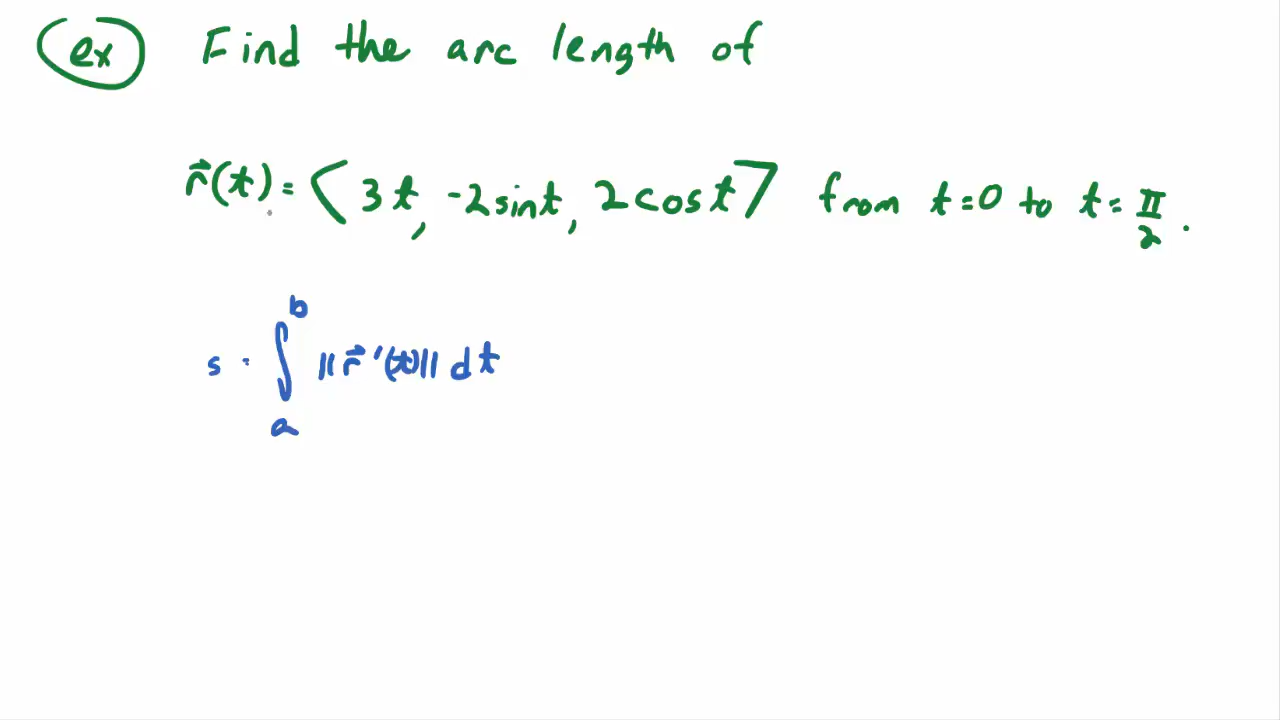 ex Find the arc length of
r⃗(t) = ⟨3t, -2sint, 2cost⟩ from t=0 to t=π/2.
s = ∫_a^b ||r⃗'(t)|| dt